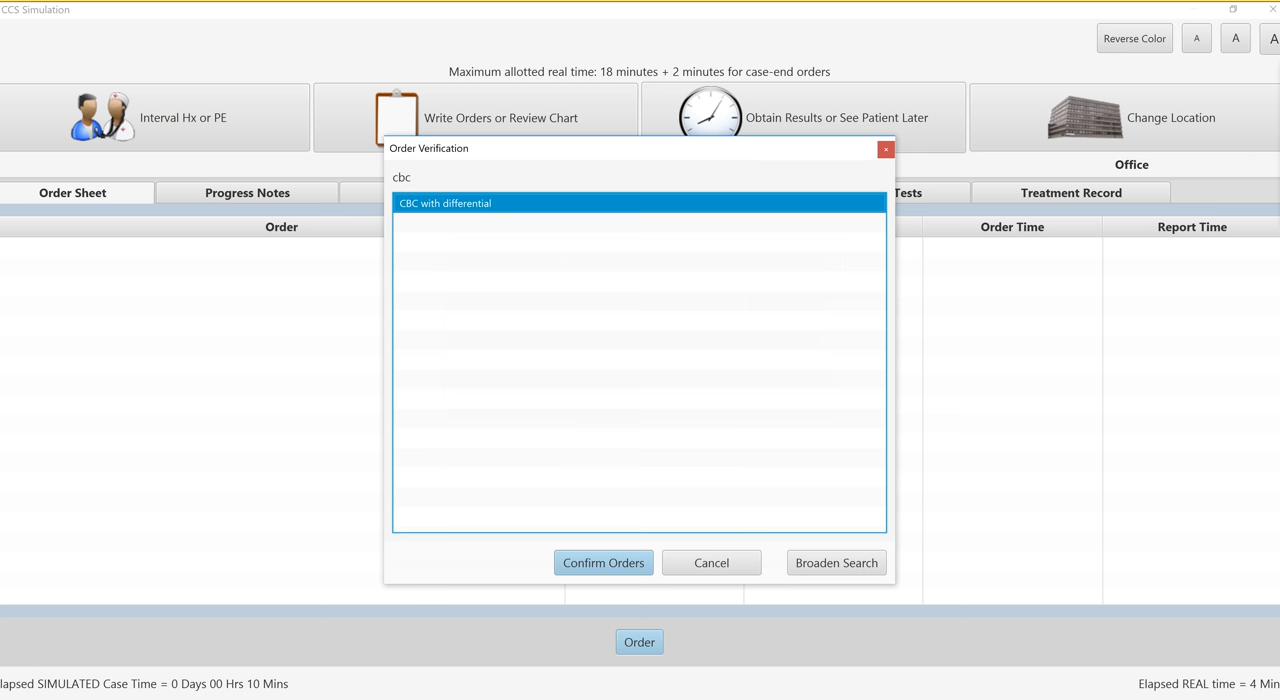 CCS Simulation
Reverse Color
A
A
A
Maximum allotted real time: 18 minutes + 2 minutes for case-end orders
Interval Hx or PE
Write Orders or Review Chart
Obtain Results or See Patient Later
Change Location
Office
Order Verification
×
cbc
CBC with differential
Order Sheet
Progress Notes
Tests
Treatment Record
Order
Order Time
Report Time
Confirm Orders
Cancel
Broaden Search
Order
lapsed SIMULATED Case Time = 0 Days 00 Hrs 10 Mins
Elapsed REAL time = 4 Min